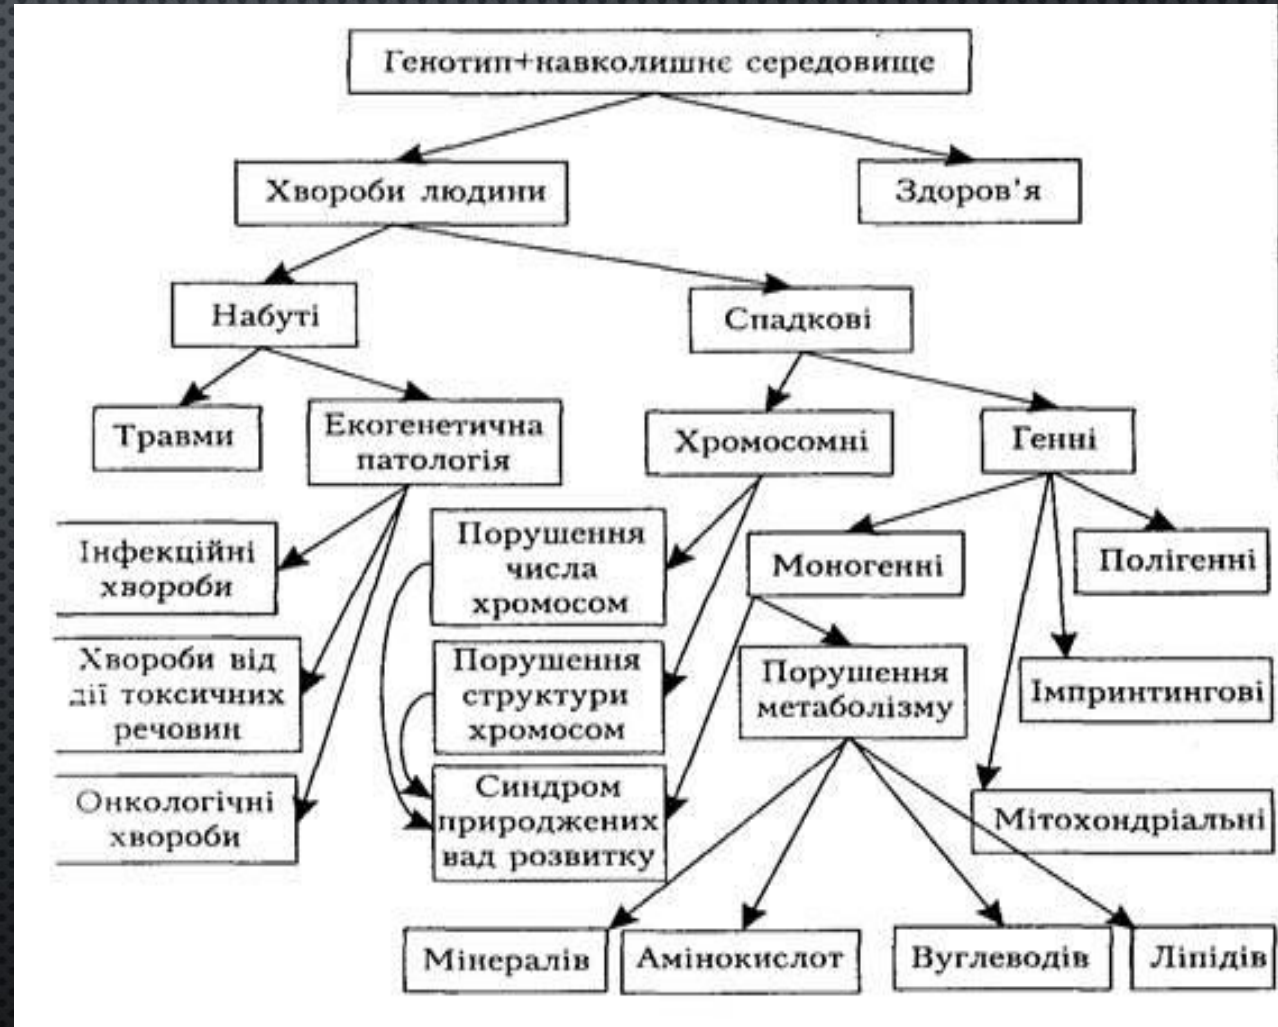 Генотип+навколишнє середовище
Хвороби людини
Здоров'я
Набуті
Спадкові
Травми
Екогенетична
патологія
Хромосомні
Генні
Інфекційні
хвороби
Порушення
числа
хромосом
Моногенні
Полігенні
Хвороби від
дії токсичних
речовин
Порушення
структури
хромосом
Порушення
метаболізму
Імпринтингові
Онкологічні
хвороби
Синдром
природжених
вад розвитку
Мітохондріальні
Мінералів
Амінокислот
Вуглеводів
Ліпідів